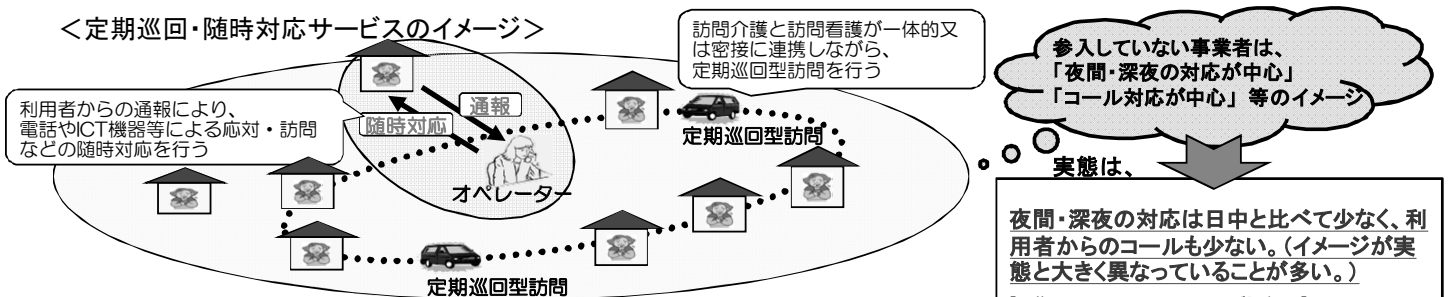 ＜定期巡回・随時対応サービスのイメージ＞
訪問介護と訪問看護が一体的又
は密接に連携しながら、
定期巡回型訪問を行う
利用者からの通報により、
電話やICT機器等による応対・訪問
などの随時対応を行う
通報
随時対応
オペレーター
定期巡回型訪問
定期巡回型訪問
参入していない事業者は、
「夜間・深夜の対応が中心」
「コール対応が中心」等のイメージ
実態は、
夜間・深夜の対応は日中と比べて少なく、利
用者からのコールも少ない。（イメージが実
態と大きく異なっていることが多い。）